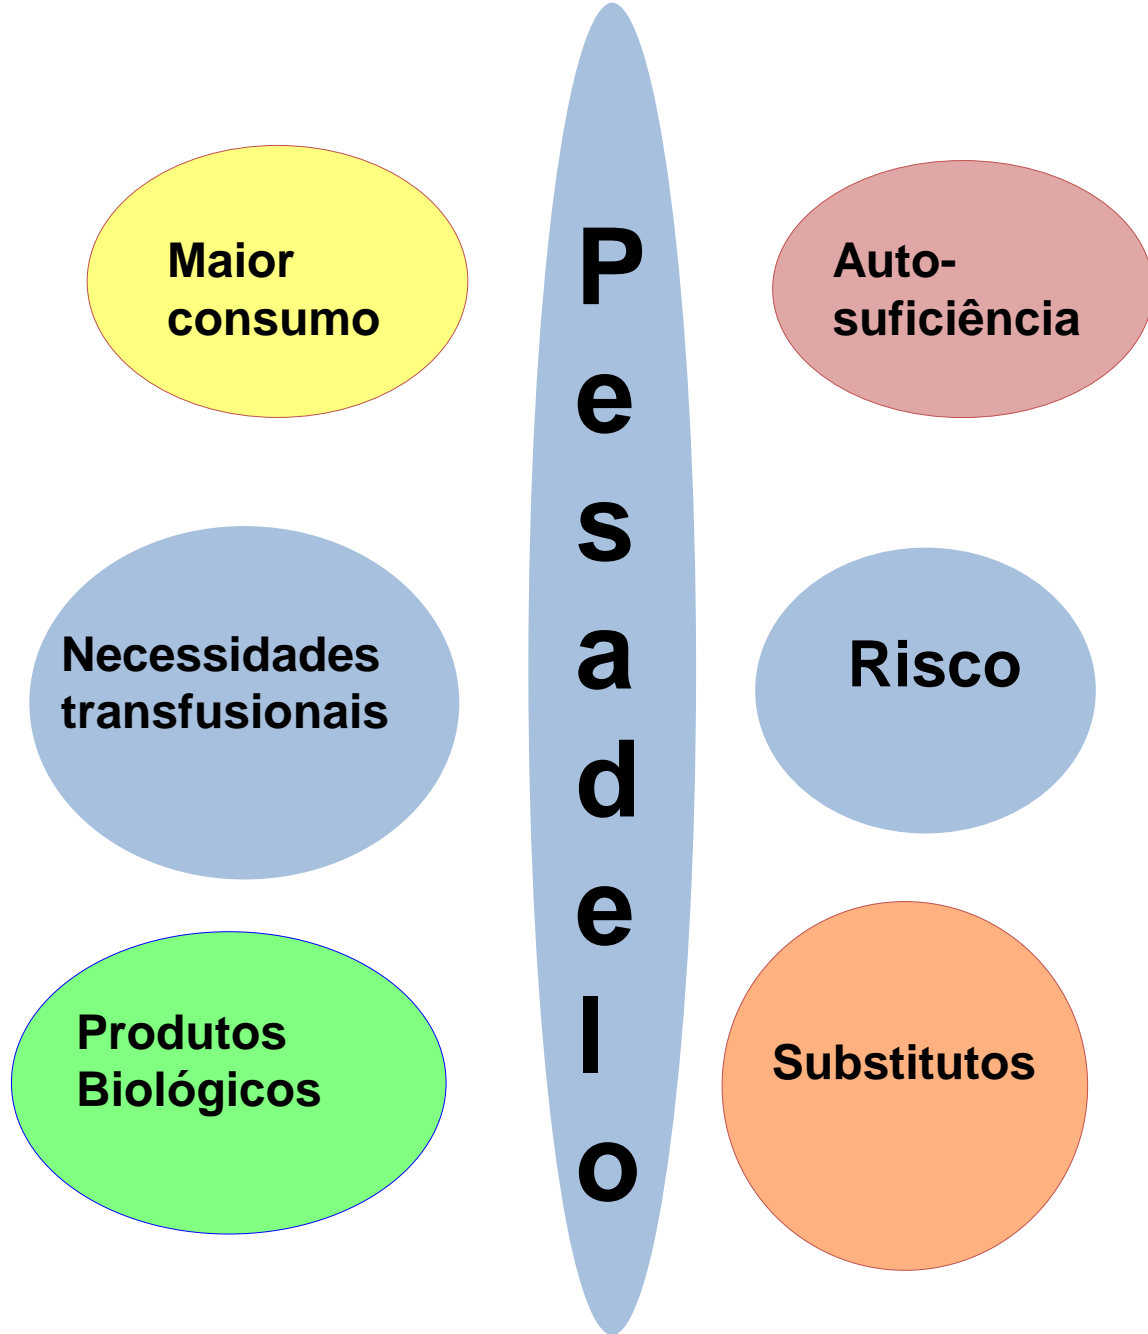 Maior
consumo
Necessidades
transfusionais
Produtos
Biológicos
P
e
s
a
d
e
l
o
Auto-
suficiência
Risco
Substitutos